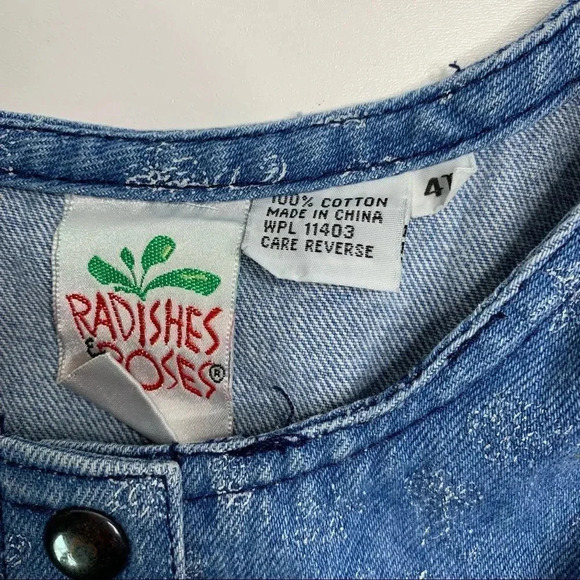 RADISHES
& ROSES®
100% COTTON
MADE IN CHINA
WPL 11403
CARE REVERSE
4T